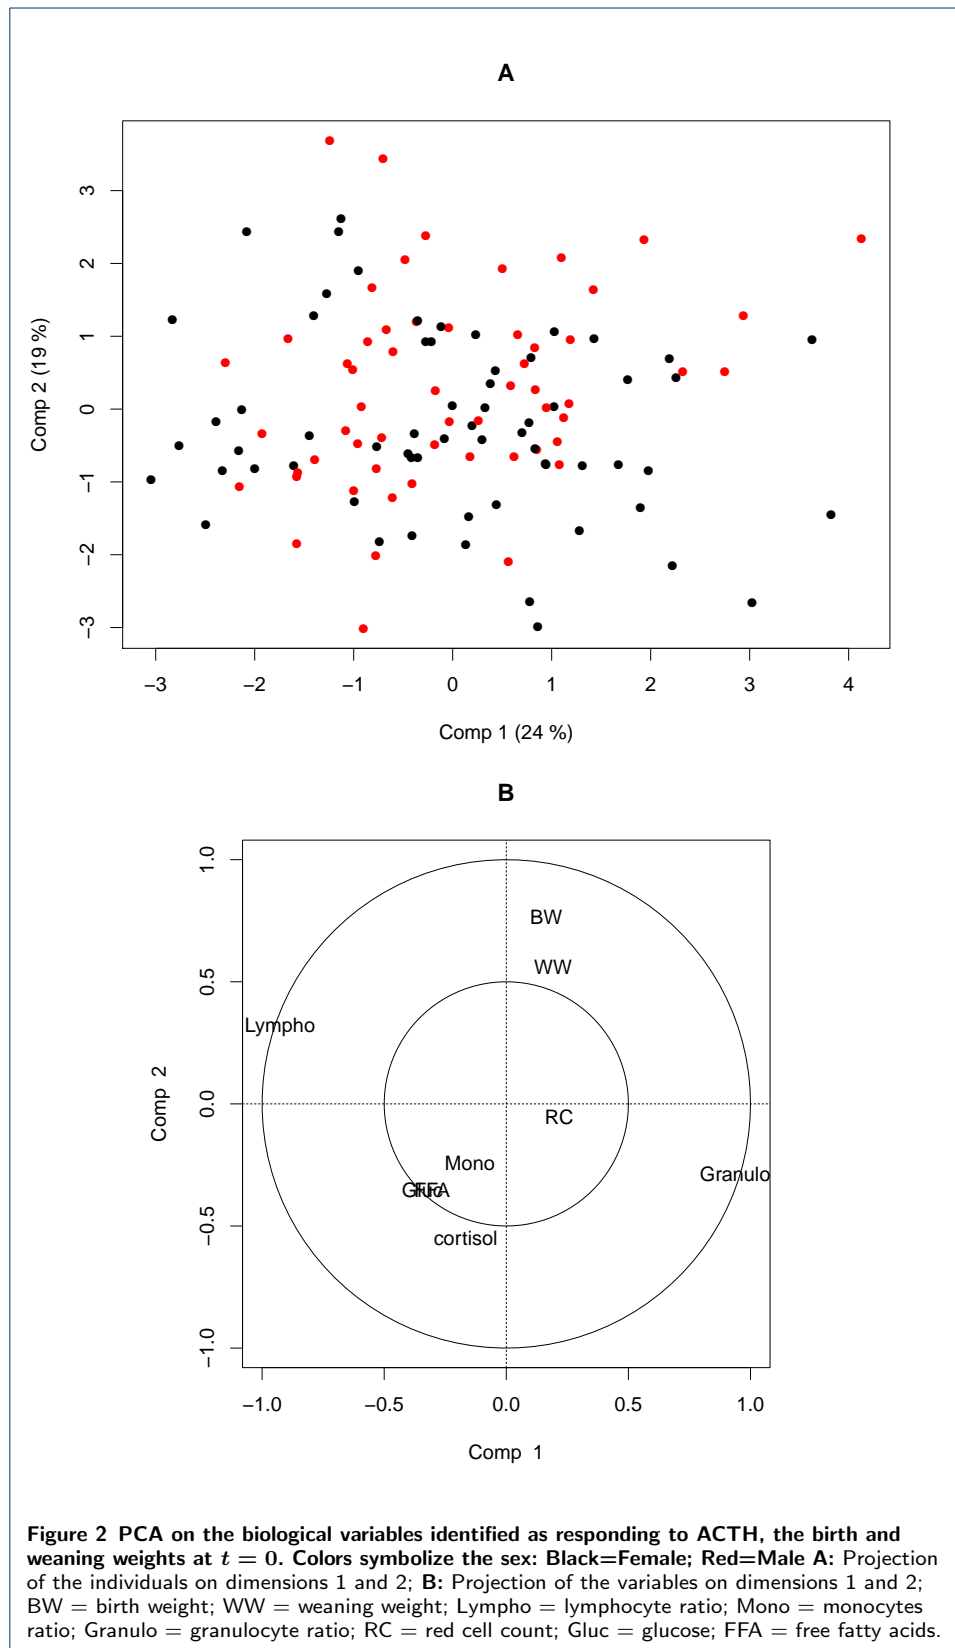 A
3
2
1
0
−1
−2
−3
Comp 2 (19 %)
−3 −2 −1 0 1 2 3 4
Comp 1 (24 %)
B
1.0
0.5
0.0
−0.5
−1.0
Comp 2
BW
WW
Lympho
RC
Mono
Granulo
Gluc
FFA
cortisol
−1.0 −0.5 0.0 0.5 1.0
Comp 1
Figure 2 PCA on the biological variables identified as responding to ACTH, the birth and
weaning weights at t = 0. Colors symbolize the sex: Black=Female; Red=Male A: Projection
of the individuals on dimensions 1 and 2; B: Projection of the variables on dimensions 1 and 2;
BW = birth weight; WW = weaning weight; Lympho = lymphocyte ratio; Mono = monocytes
ratio; Granulo = granulocyte ratio; RC = red cell count; Gluc = glucose; FFA = free fatty acids.